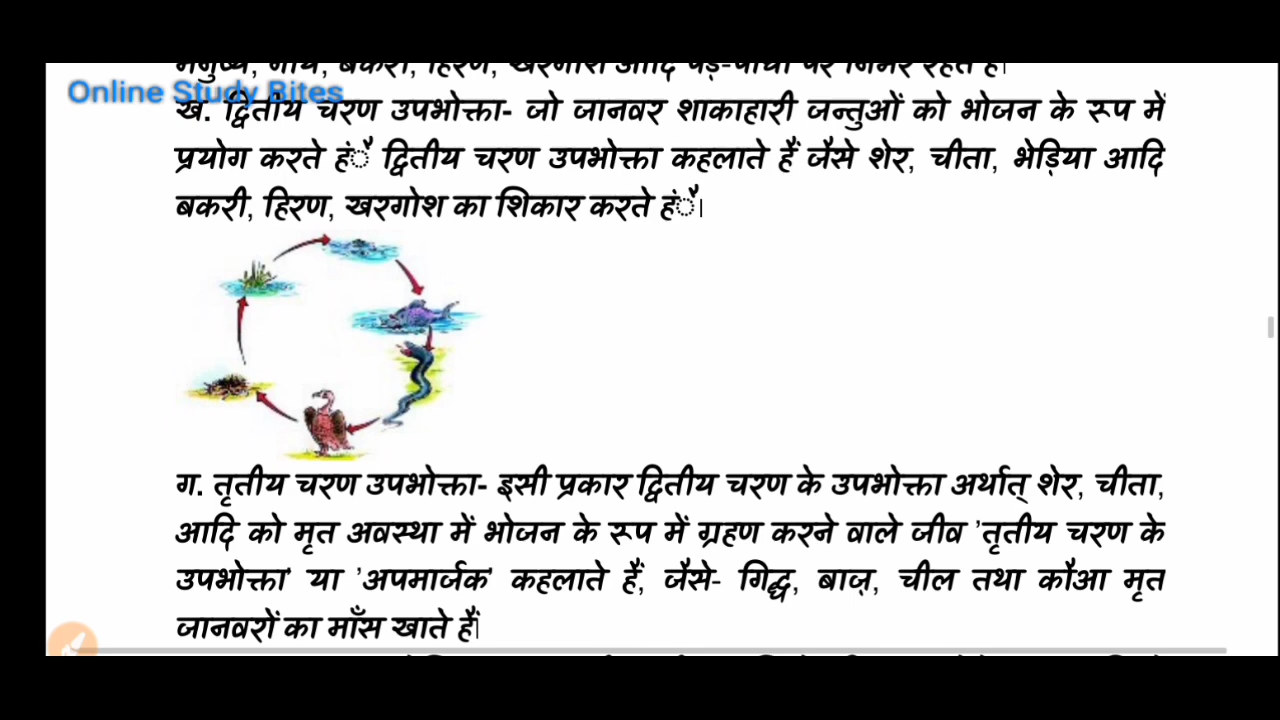 Online Study Bites
ख. द्वितीय चरण उपभोक्ता- जो जानवर शाकाहारी जन्तुओं को भोजन के रूप में
प्रयोग करते हंै द्वितीय चरण उपभोक्ता कहलाते हैं जैसे शेर, चीता, भेड़िया आदि
बकरी, हिरण, खरगोश का शिकार करते हंै।
ग. तृतीय चरण उपभोक्ता- इसी प्रकार द्वितीय चरण के उपभोक्ता अर्थात् शेर, चीता,
आदि को मृत अवस्था में भोजन के रूप में ग्रहण करने वाले जीव 'तृतीय चरण के
उपभोक्ता' या 'अपमार्जक' कहलाते हैं, जैसे- गिद्ध, बाज़, चील तथा कौआ मृत
जानवरों का माँस खाते हैं।